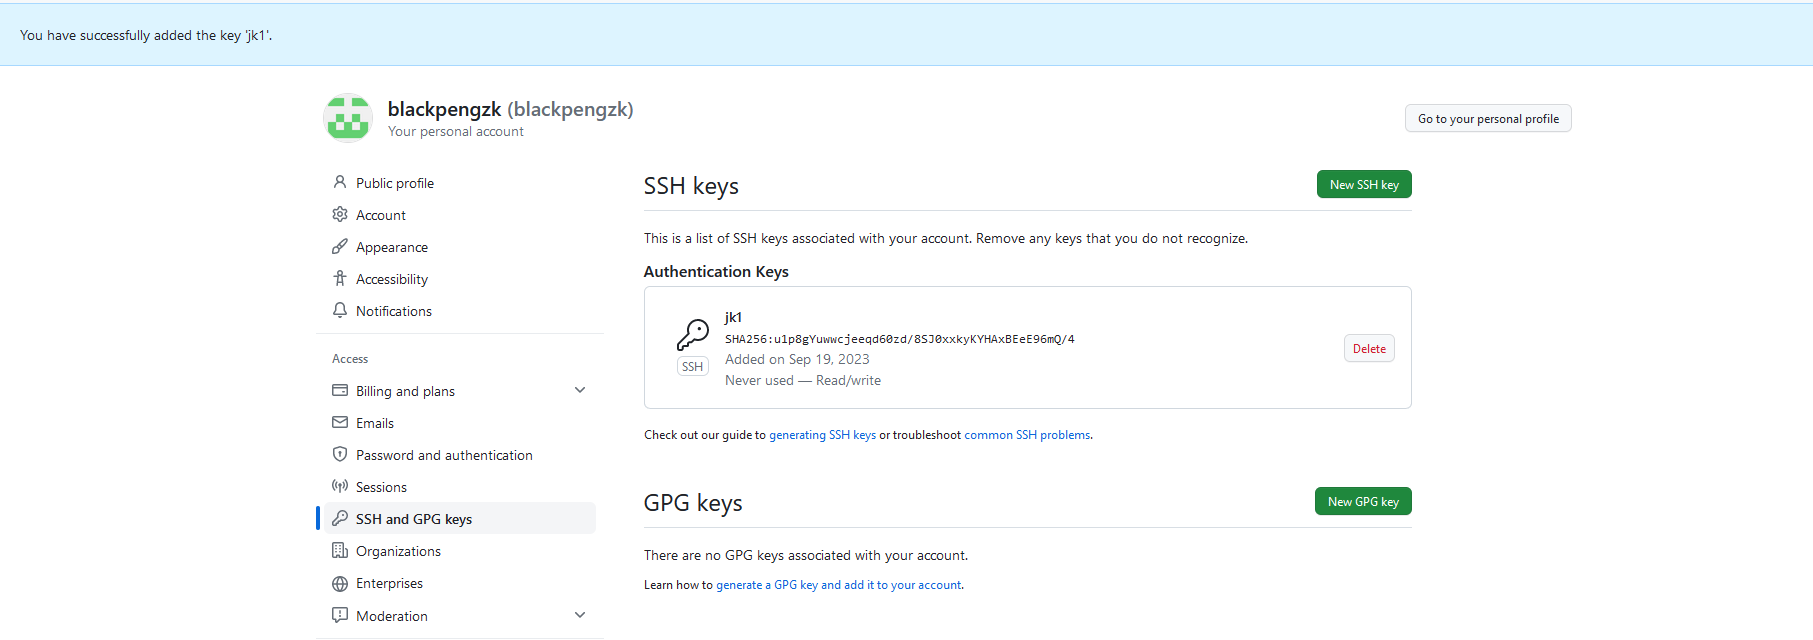 You have successfully added the key 'jk1'.
blackpengzk (blackpengzk)
Your personal account
Go to your personal profile
Public profile
Account
Appearance
Accessibility
Notifications
Access
Billing and plans
Emails
Password and authentication
Sessions
SSH and GPG keys
Organizations
Enterprises
Moderation
SSH keys
New SSH key
This is a list of SSH keys associated with your account. Remove any keys that you do not recognize.
Authentication Keys
jk1
SHA256:u1p8gYuwwcjeeqd60zd/8SJ0xxkyKYHAxBEeE96mQ/4
Added on Sep 19, 2023
Never used — Read/write
SSH
Delete
Check out our guide to generating SSH keys or troubleshoot common SSH problems.
GPG keys
New GPG key
There are no GPG keys associated with your account.
Learn how to generate a GPG key and add it to your account.